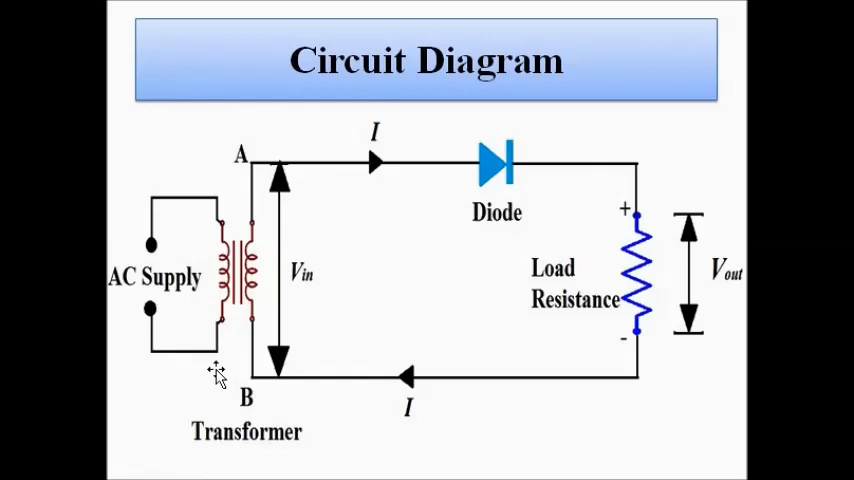 Circuit Diagram
I
A
Diode
+
AC Supply
Vin
Load
Resistance
Vout
-
B
I
Transformer